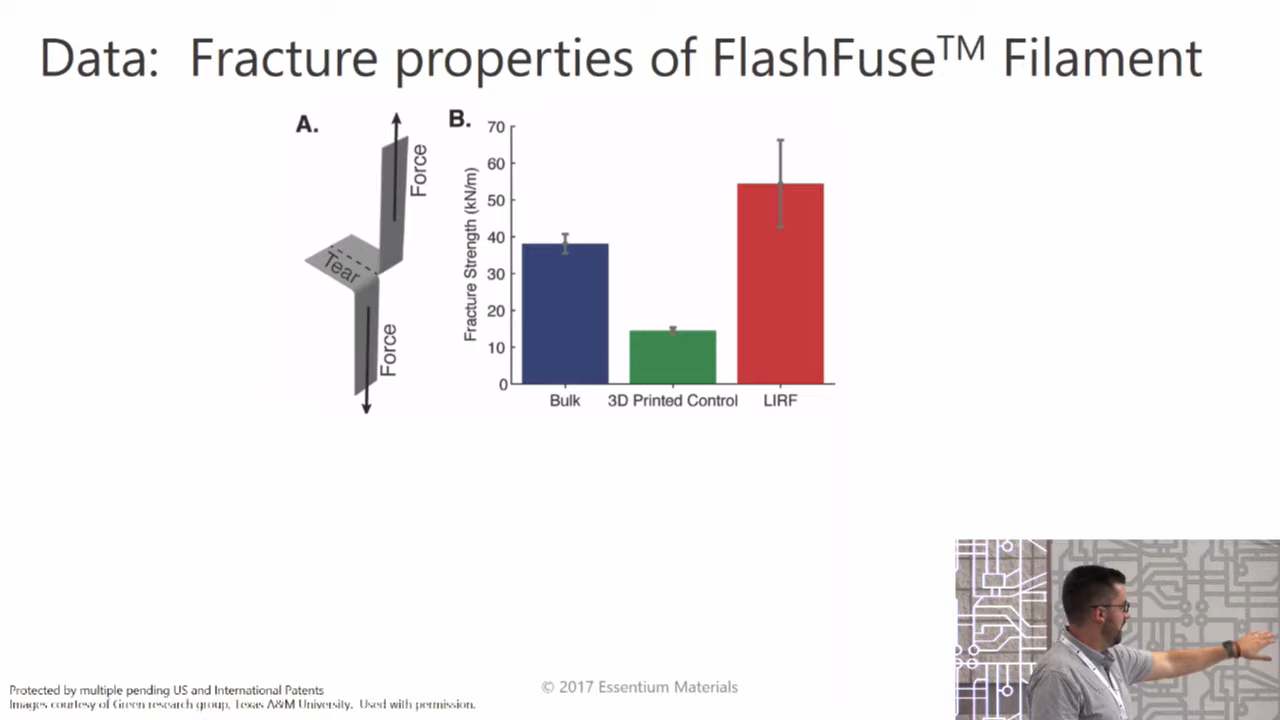 Data: Fracture properties of FlashFuse™ Filament
A.
Force
Tear
Force
B.
Fracture Strength (kN/m)
70
60
50
40
30
20
10
0
Bulk
3D Printed Control
LIRF
Protected by multiple pending US and International Patents
Images courtesy of Green research group, Texas A&M University. Used with permission.
© 2017 Essentium Materials